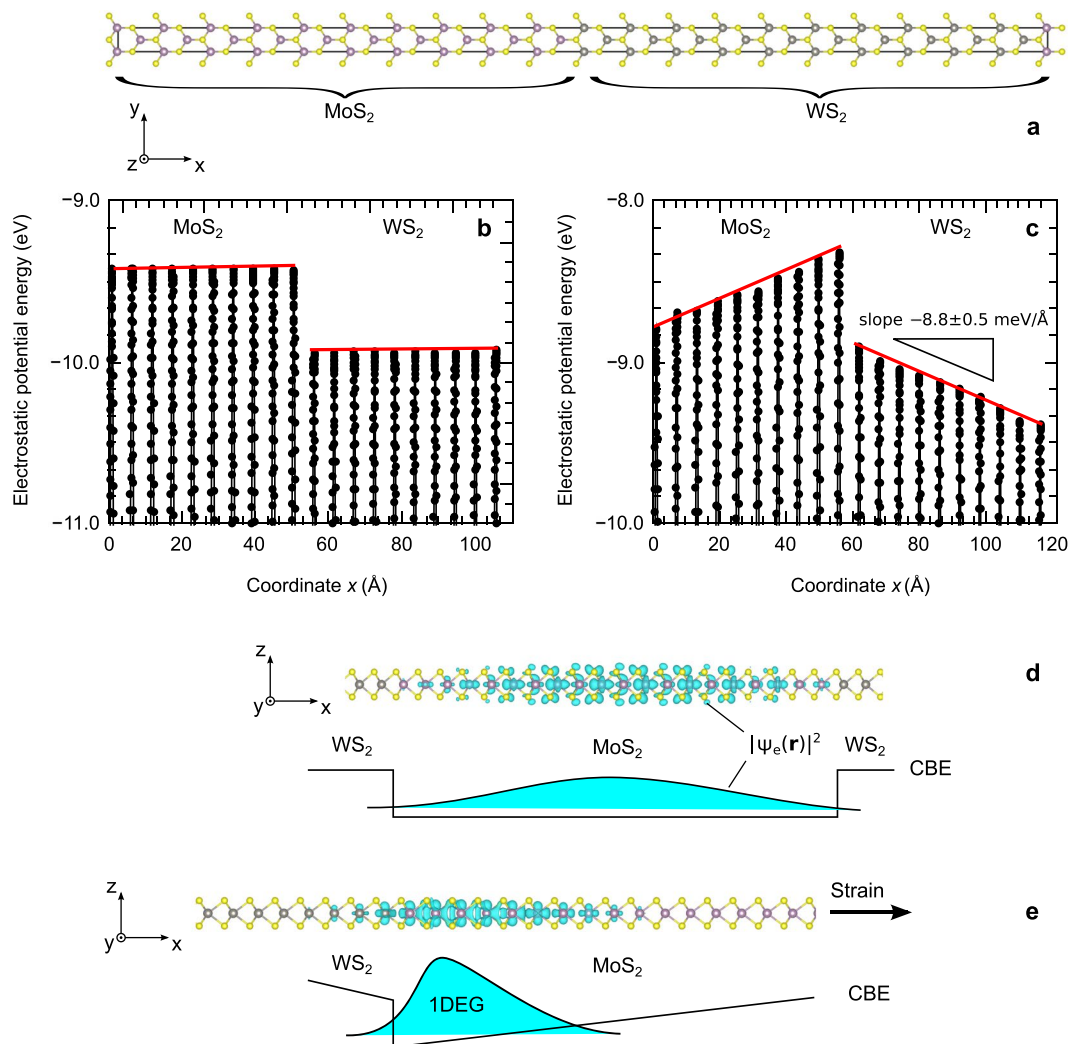 MoS₂
WS₂
a
y
z
x
−9.0
−10.0
−11.0
Electrostatic potential energy (eV)
MoS₂
WS₂
b
0
20
40
60
80
100
Coordinate x (Å)
−8.0
−9.0
−10.0
Electrostatic potential energy (eV)
MoS₂
WS₂
c
slope −8.8±0.5 meV/Å
0
20
40
60
80
100
120
Coordinate x (Å)
z
y
x
d
WS₂
MoS₂
|ψₑ(r)|²
WS₂
CBE
z
y
x
Strain
e
WS₂
MoS₂
1DEG
CBE